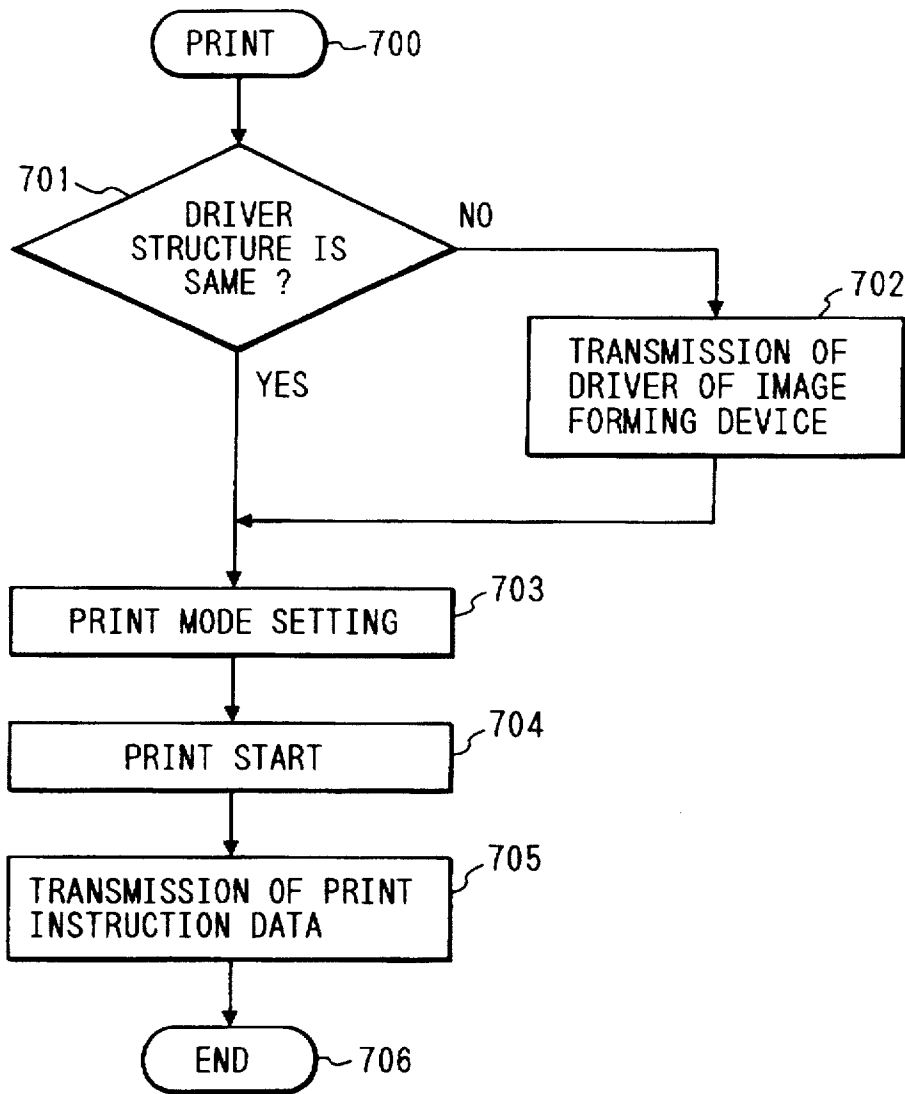 PRINT
700
701
DRIVER
STRUCTURE IS
SAME ?
NO
YES
702
TRANSMISSION OF
DRIVER OF IMAGE
FORMING DEVICE
703
PRINT MODE SETTING
704
PRINT START
705
TRANSMISSION OF PRINT
INSTRUCTION DATA
END
706